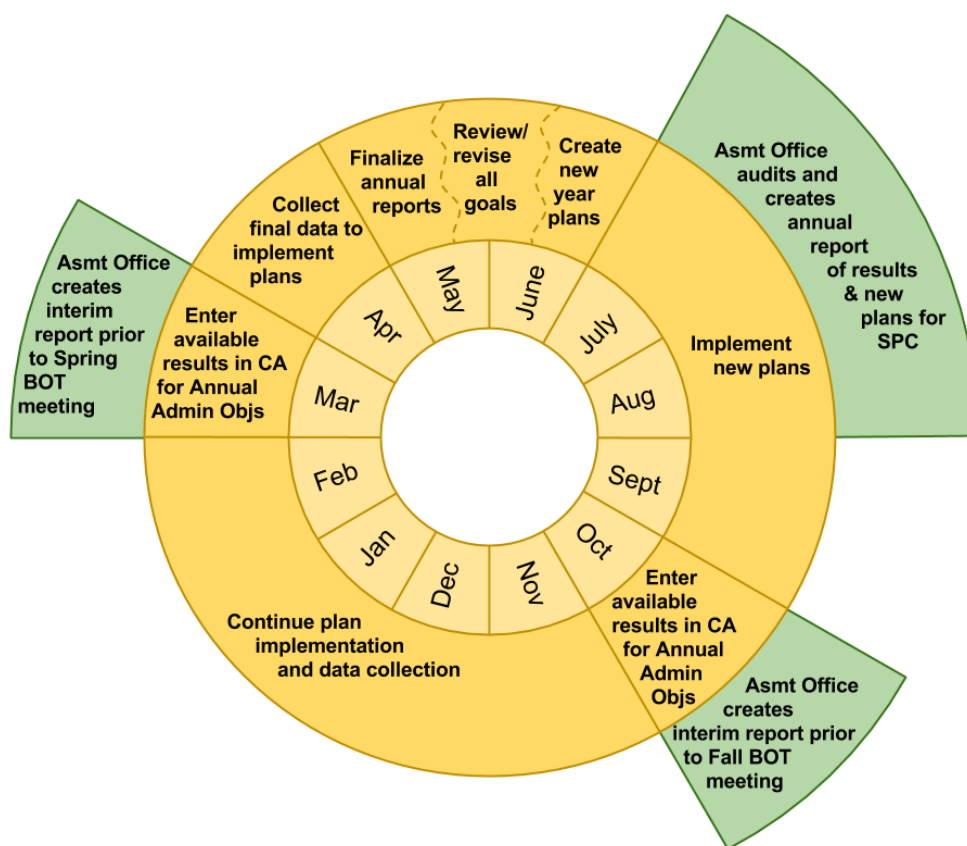 Review/
revise
all
goals
Create
new
year
plans
Finalize
annual
reports
Collect
final data to
implement
plans
Asmt Office
audits and
creates
annual
report
of results
& new
plans for
SPC
Asmt Office
creates
interim
report prior
to Spring
BOT
meeting
Enter
available
results in CA
for Annual
Admin Objs
Implement
new plans
May
June
Apr
July
Mar
Aug
Feb
Sept
Jan
Oct
Dec
Nov
Continue plan
implementation
and data collection
Enter
available
results in CA
for Annual
Admin
Objs
Asmt Office
creates
interim report prior
to Fall BOT
meeting